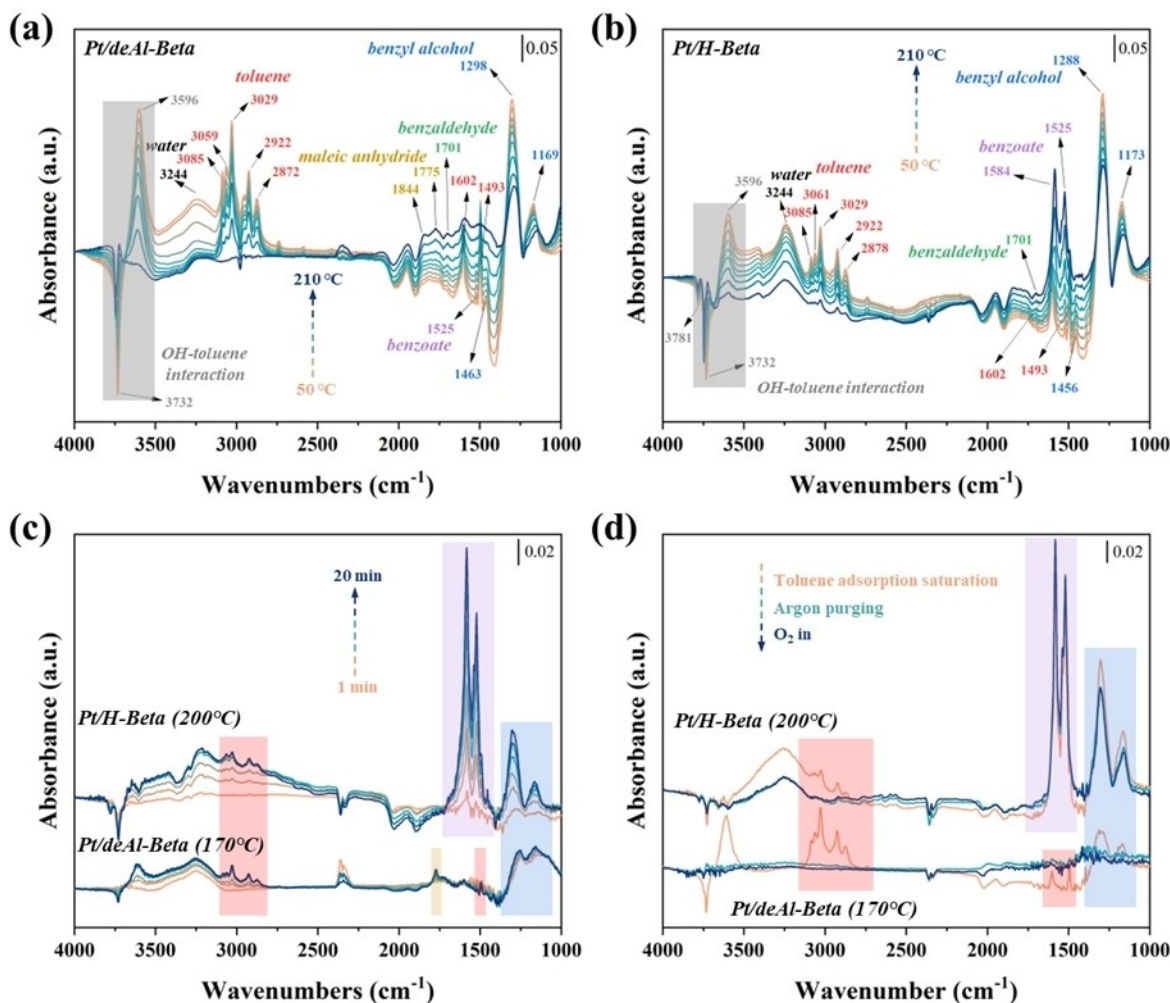 (a)
Pt/deAl-Beta
benzyl alcohol
1298
0.05
3596
toluene
3029
3059
water
3085
3244
2922
2872
benzaldehyde
1701
maleic anhydride
1775
1844
1602
1493
1169
210 °C
50 °C
1525
benzoate
1463
OH-toluene
interaction
3732
Absorbance (a.u.)
4000 3500 3000 2500 2000 1500 1000
Wavenumbers (cm-1)
(b)
Pt/H-Beta
210 °C
50 °C
1288
0.05
benzyl alcohol
benzoate
1525
1584
1173
3596
water
3244
toluene
3061
3085
3029
2922
2878
benzaldehyde
1701
3781
1602
1493
1456
OH-toluene interaction
3732
Absorbance (a.u.)
4000 3500 3000 2500 2000 1500 1000
Wavenumbers (cm-1)
(c)
0.02
20 min
1 min
Pt/H-Beta (200°C)
Pt/deAl-Beta (170°C)
Absorbance (a.u.)
4000 3500 3000 2500 2000 1500 1000
Wavenumbers (cm-1)
(d)
0.02
Toluene adsorption saturation
Argon purging
O2 in
Pt/H-Beta (200°C)
Pt/deAl-Beta (170°C)
Absorbance (a.u.)
4000 3500 3000 2500 2000 1500 1000
Wavenumber (cm-1)